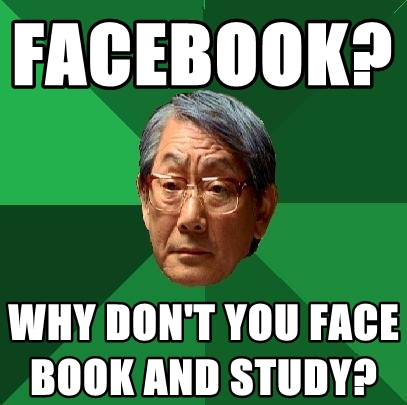 FACEBOOK?
WHY DON'T YOU FACE
BOOK AND STUDY?